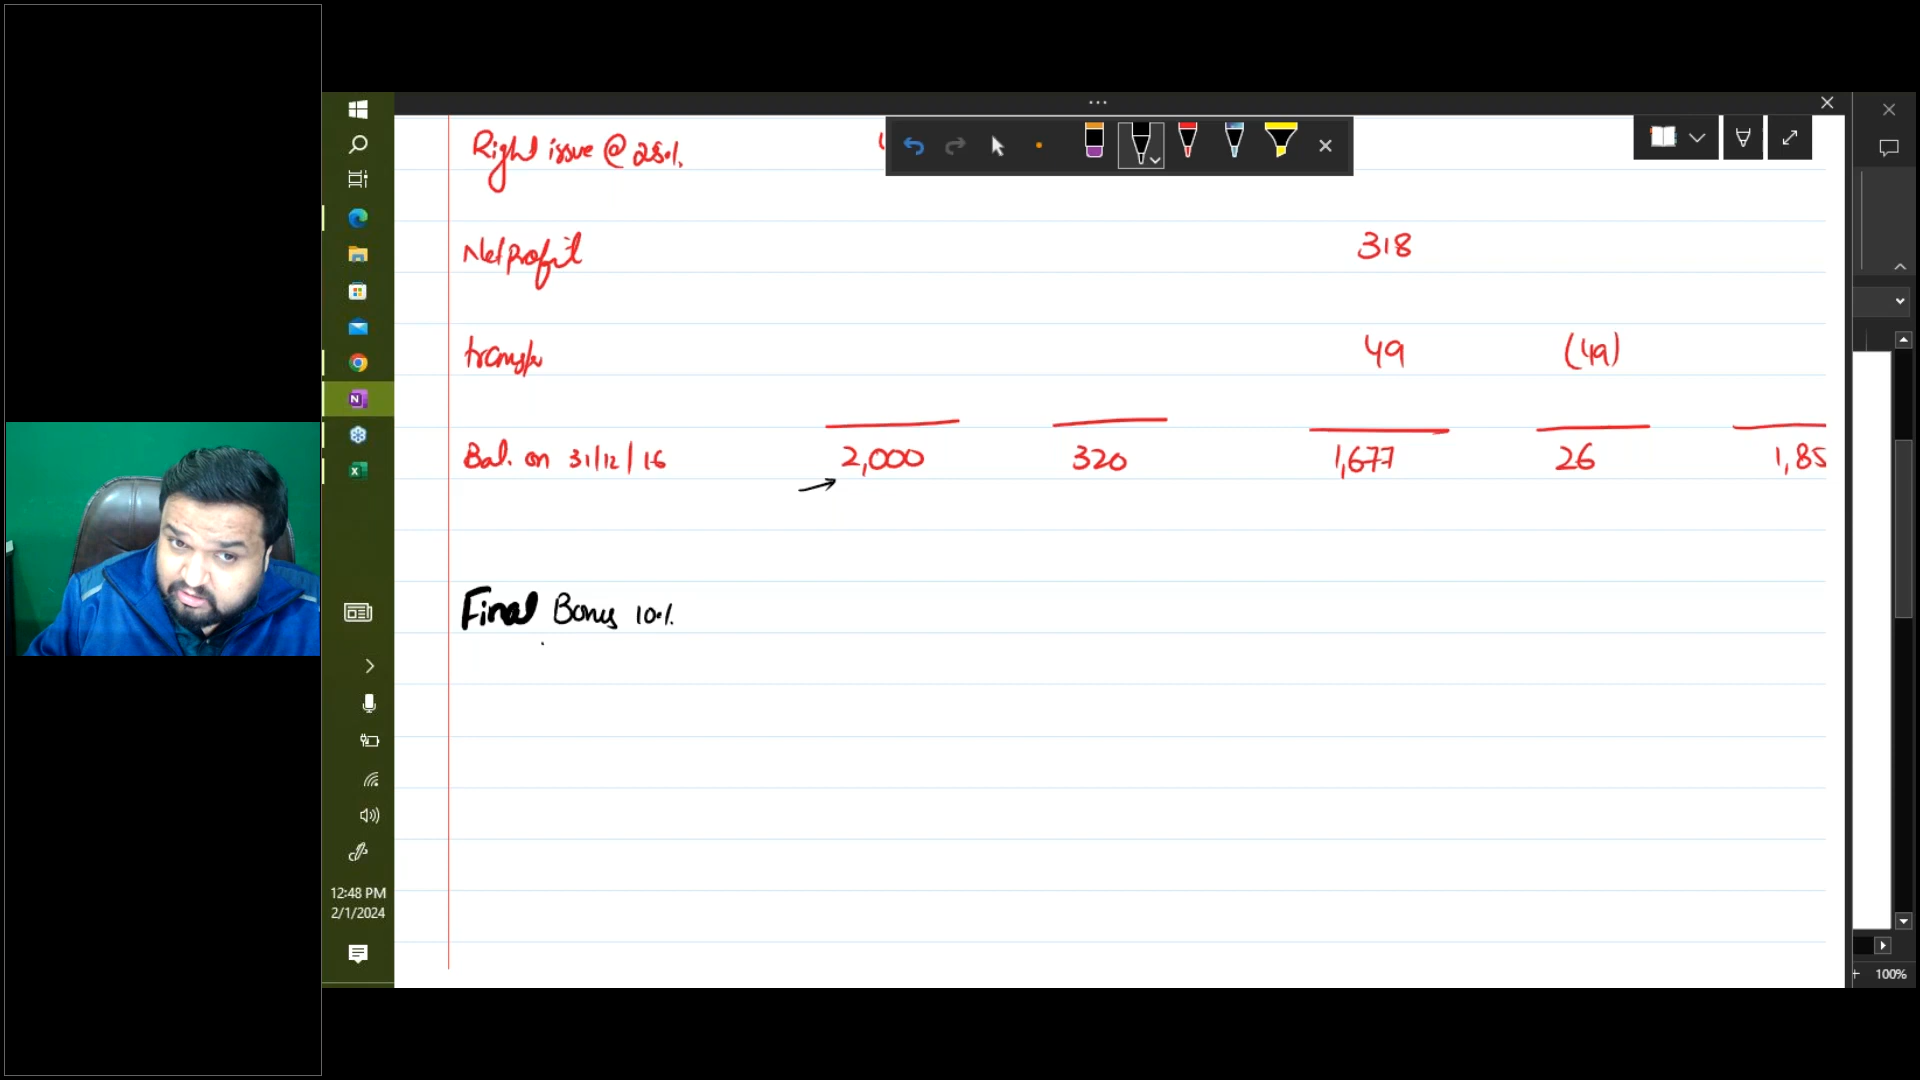 Right issue @ 25%.
Net Profit 318
transfer 49 (49)
Bal. on 31/12/16 2,000 320 1,677 26 1,85
Final Bonus 10%.
12:48 PM
2/1/2024
100%